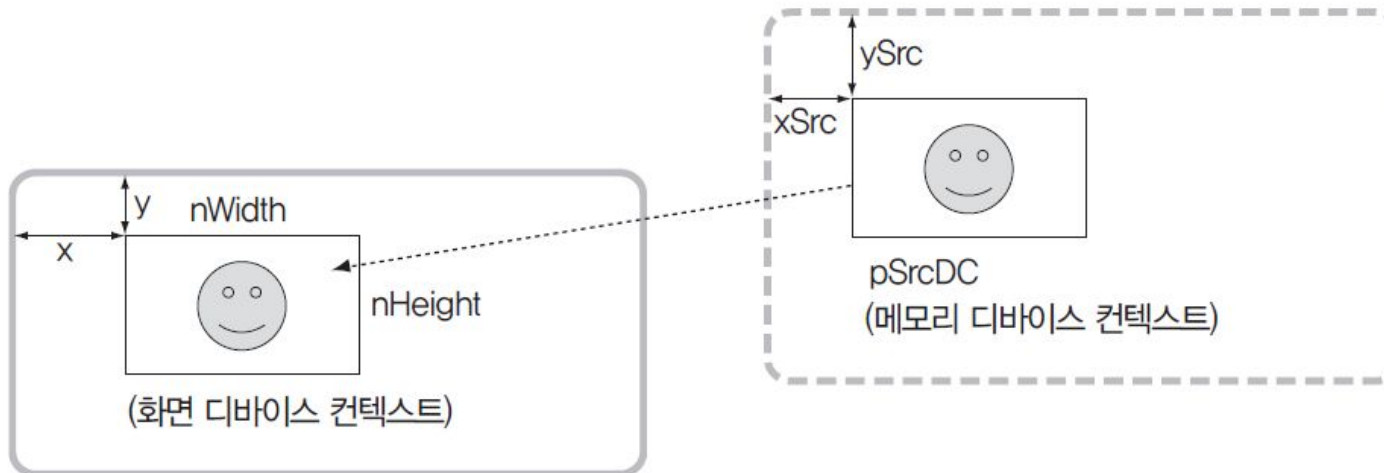 ySrc
xSrc
pSrcDC
(메모리 디바이스 컨텍스트)
y
nWidth
x
nHeight
(화면 디바이스 컨텍스트)